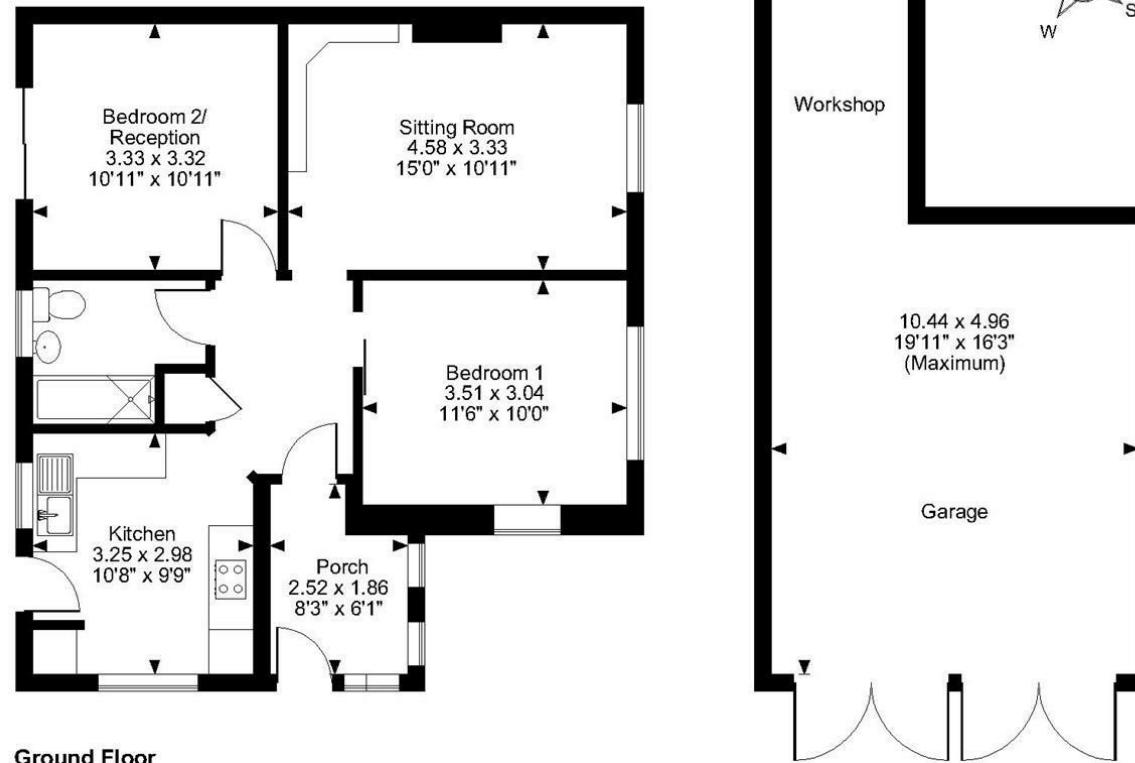 Bedroom 2/
Reception
3.33 x 3.32
10'11" x 10'11"
Sitting Room
4.58 x 3.33
15'0" x 10'11"
Bedroom 1
3.51 x 3.04
11'6" x 10'0"
Kitchen
3.25 x 2.98
10'8" x 9'9"
Porch
2.52 x 1.86
8'3" x 6'1"
Ground Floor
W
S
Workshop
10.44 x 4.96
19'11" x 16'3"
(Maximum)
Garage